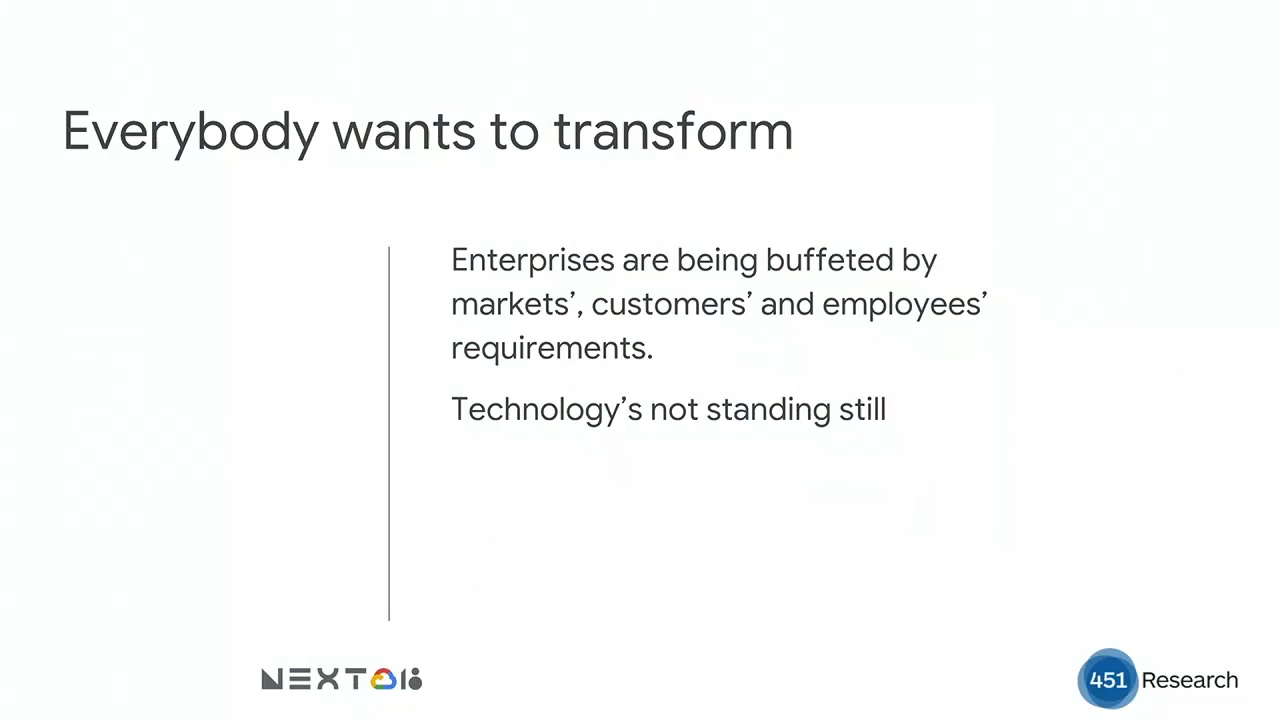 Everybody wants to transform
Enterprises are being buffeted by
markets’, customers’ and employees’
requirements.
Technology’s not standing still
NEXT 18
451 Research